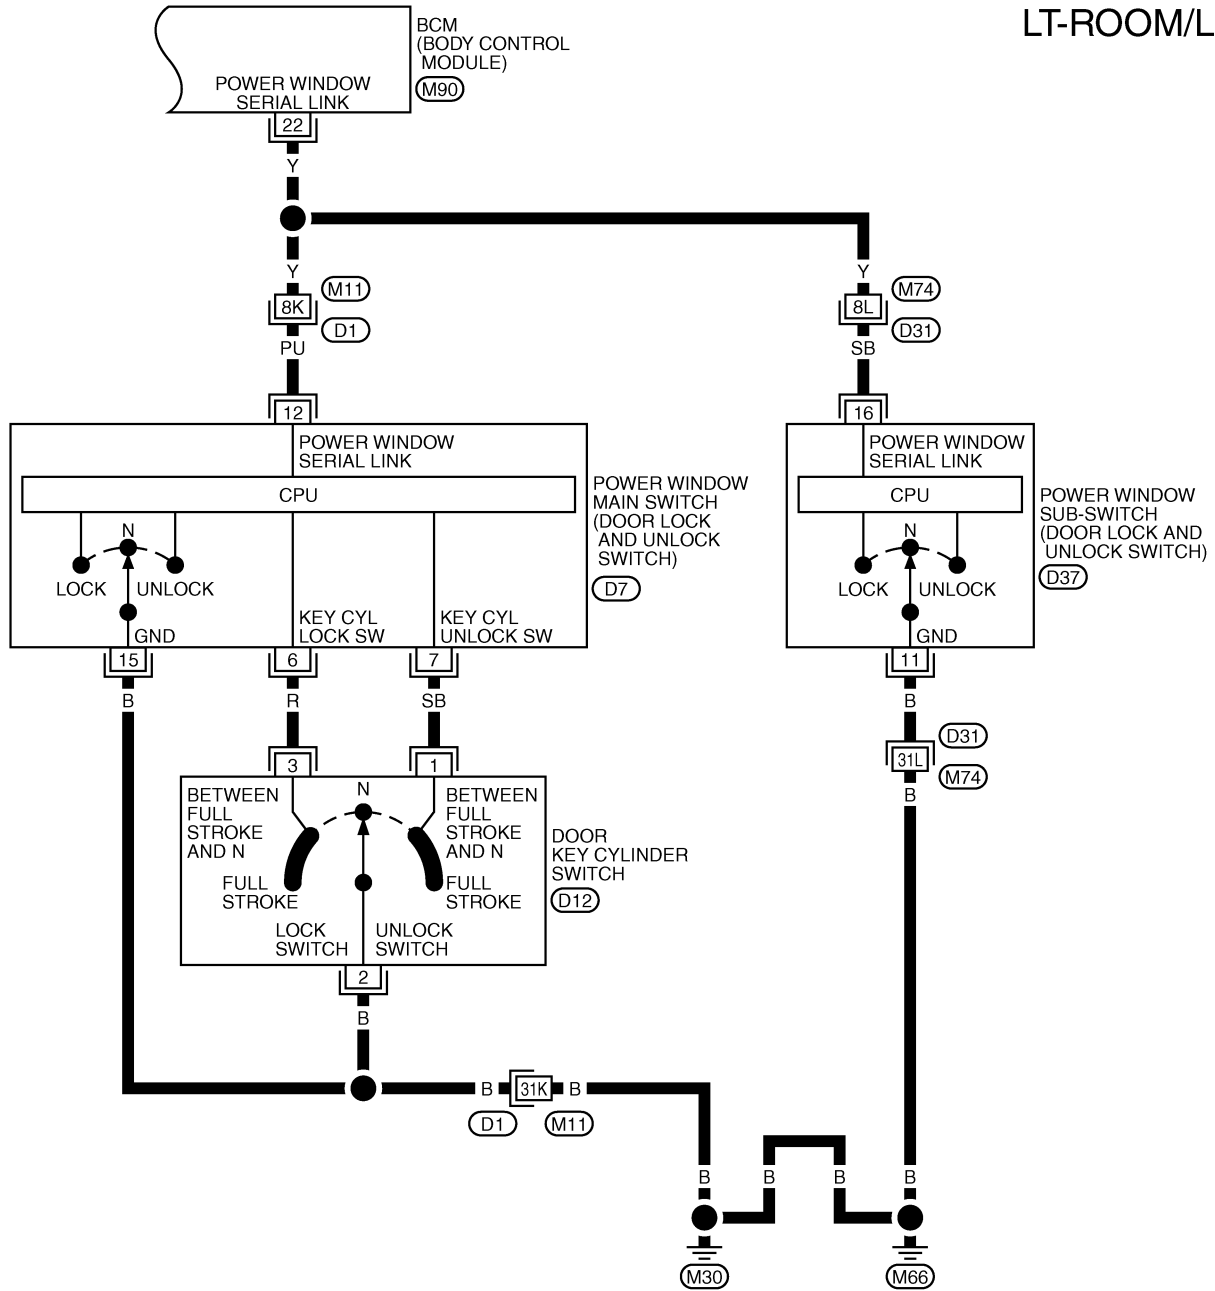 LT-ROOM/L
BCM
(BODY CONTROL
MODULE)
M90
POWER WINDOW
SERIAL LINK
22
Y
Y
Y
M11
8K
D1
M74
8L
D31
PU
SB
12
16
POWER WINDOW
SERIAL LINK
CPU
N
LOCK
UNLOCK
GND
KEY CYL
LOCK SW
KEY CYL
UNLOCK SW
POWER WINDOW
MAIN SWITCH
(DOOR LOCK
AND UNLOCK
SWITCH)
D7
POWER WINDOW
SERIAL LINK
CPU
N
LOCK
UNLOCK
GND
POWER WINDOW
SUB-SWITCH
(DOOR LOCK AND
UNLOCK SWITCH)
D37
15
6
7
11
B
R
SB
B
D31
31L
M74
B
3
1
N
BETWEEN
FULL
STROKE
AND N
FULL
STROKE
BETWEEN
FULL
STROKE
AND N
FULL
STROKE
LOCK
SWITCH
UNLOCK
SWITCH
DOOR
KEY CYLINDER
SWITCH
D12
2
B
B
31K
B
D1
M11
B
B
B
B
M30
M66